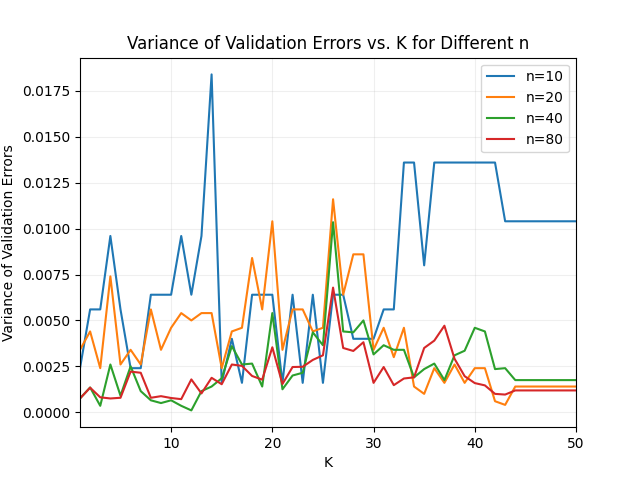 Variance of Validation Errors vs. K for Different n
Variance of Validation Errors
0.0175
0.0150
0.0125
0.0100
0.0075
0.0050
0.0025
0.0000
n=10
n=20
n=40
n=80
10
20
30
40
50
K